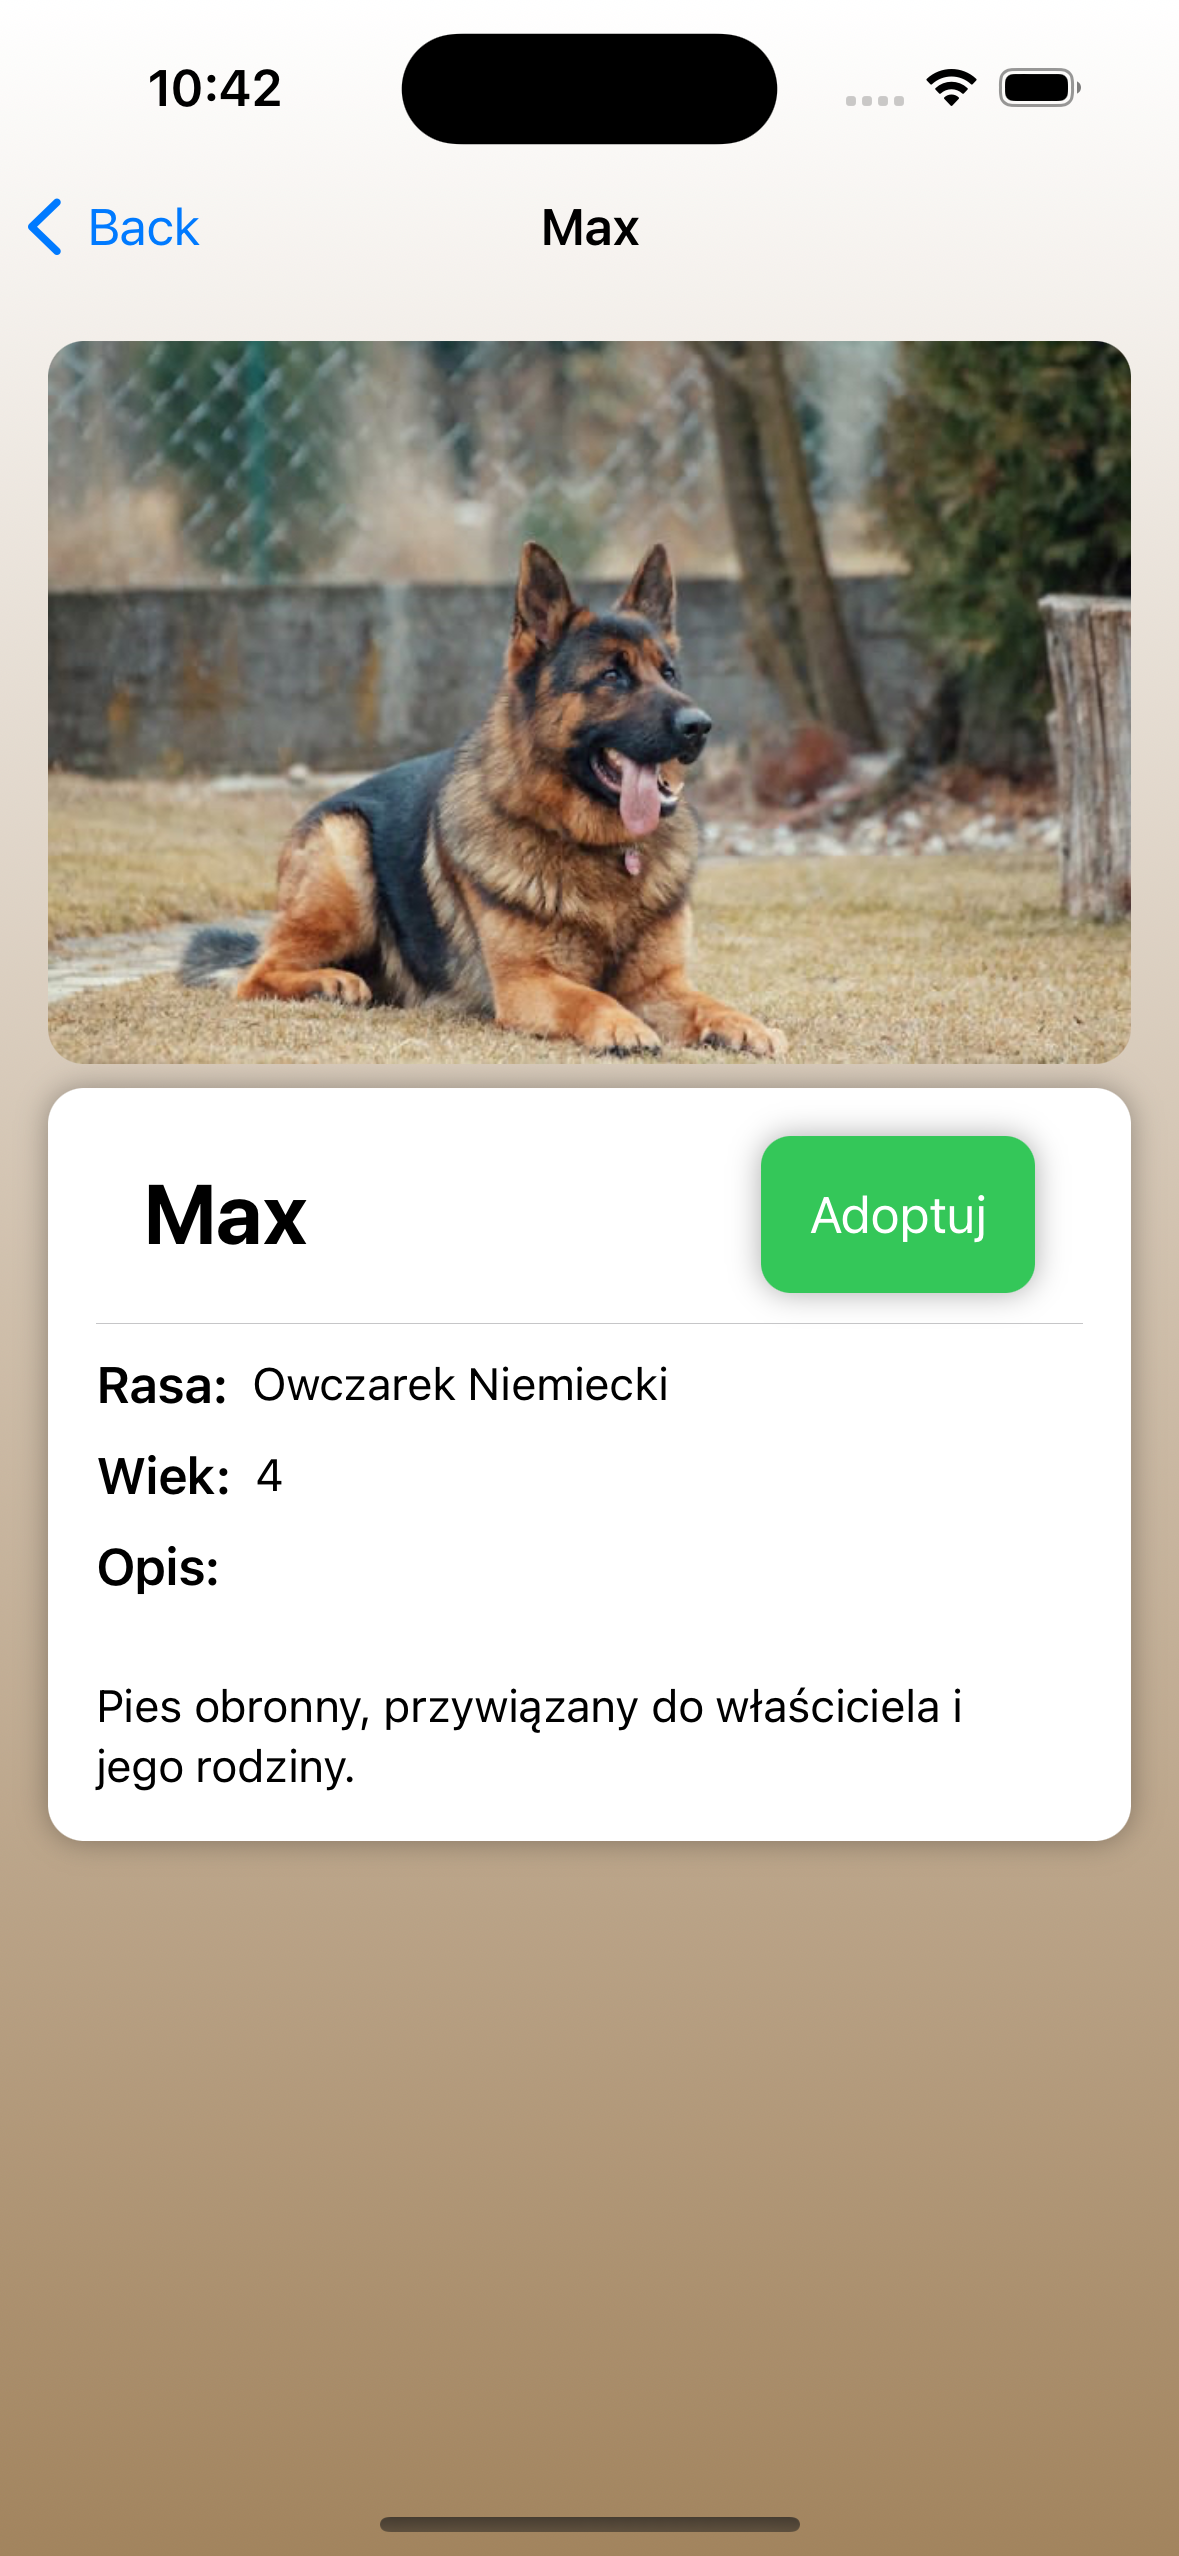 10:42
Back
Max
Max
Adoptuj
Rasa: Owczarek Niemiecki
Wiek: 4
Opis:
Pies obronny, przywiązany do właściciela i
jego rodziny.